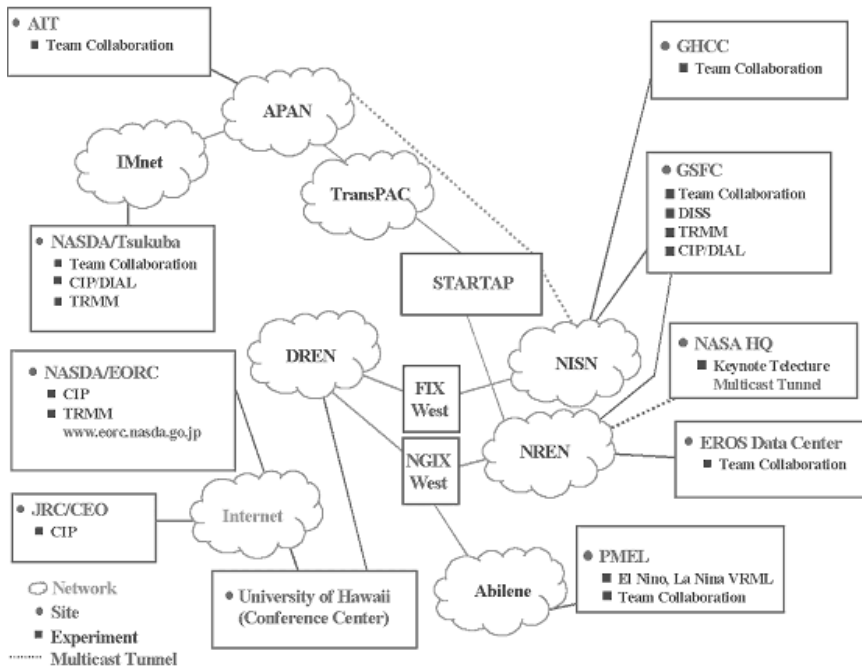 AIT
Team Collaboration
APAN
GHCC
Team Collaboration
IMnet
TransPAC
GSFC
Team Collaboration
DISS
TRMM
CIP/DIAL
NASDA/Tsukuba
Team Collaboration
CIP/DIAL
TRMM
STARTAP
DREN
NISN
NASA HQ
Keynote Telecture
Multicast Tunnel
NASDA/EORC
CIP
TRMM
www.eorc.nasda.go.jp
FIX
West
NGIX
West
NREN
EROS Data Center
Team Collaboration
JRC/CEO
CIP
Internet
University of Hawaii
(Conference Center)
Abilene
PMEL
El Nino, La Nina VRML
Team Collaboration
Network
Site
Experiment
Multicast Tunnel